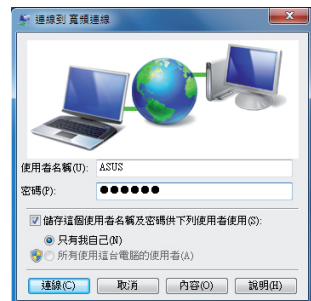 連線到 寬頻連線
使用者名稱(U): ASUS
密碼(P): ●●●●●●
儲存這個使用者名稱及密碼供下列使用者使用(S):
只有我自己(N)
所有使用這台電腦的使用者(A)
連線(C) 取消 內容(O) 說明(H)